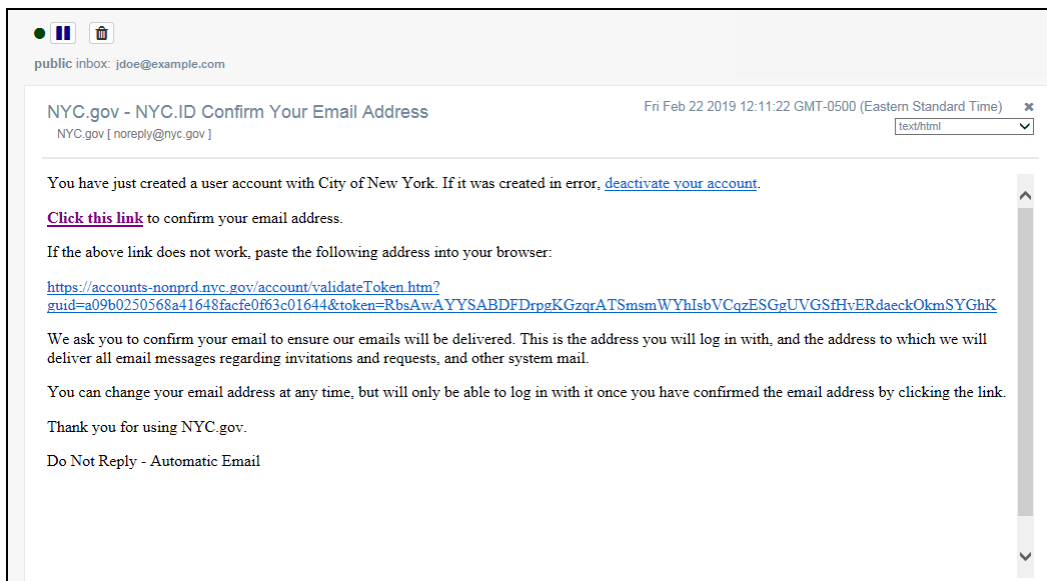 public inbox: jdoe@example.com
NYC.gov - NYC.ID Confirm Your Email Address
Fri Feb 22 2019 12:11:22 GMT-0500 (Eastern Standard Time)
NYC.gov [ noreply@nyc.gov ]
text/html
You have just created a user account with City of New York. If it was created in error, deactivate your account.
Click this link to confirm your email address.
If the above link does not work, paste the following address into your browser:
https://accounts-nonprd.nyc.gov/account/validateToken.htm?
guid=a09b0250568a41648facfe0f63c01644&token=RbsAwAYYSABDFDrpgKGzqrATSmsmWYhIsbVCqzESGgUVGSfHvERdaeckOkmSYGhK
We ask you to confirm your email to ensure our emails will be delivered. This is the address you will log in with, and the address to which we will
deliver all email messages regarding invitations and requests, and other system mail.
You can change your email address at any time, but will only be able to log in with it once you have confirmed the email address by clicking the link.
Thank you for using NYC.gov.
Do Not Reply - Automatic Email